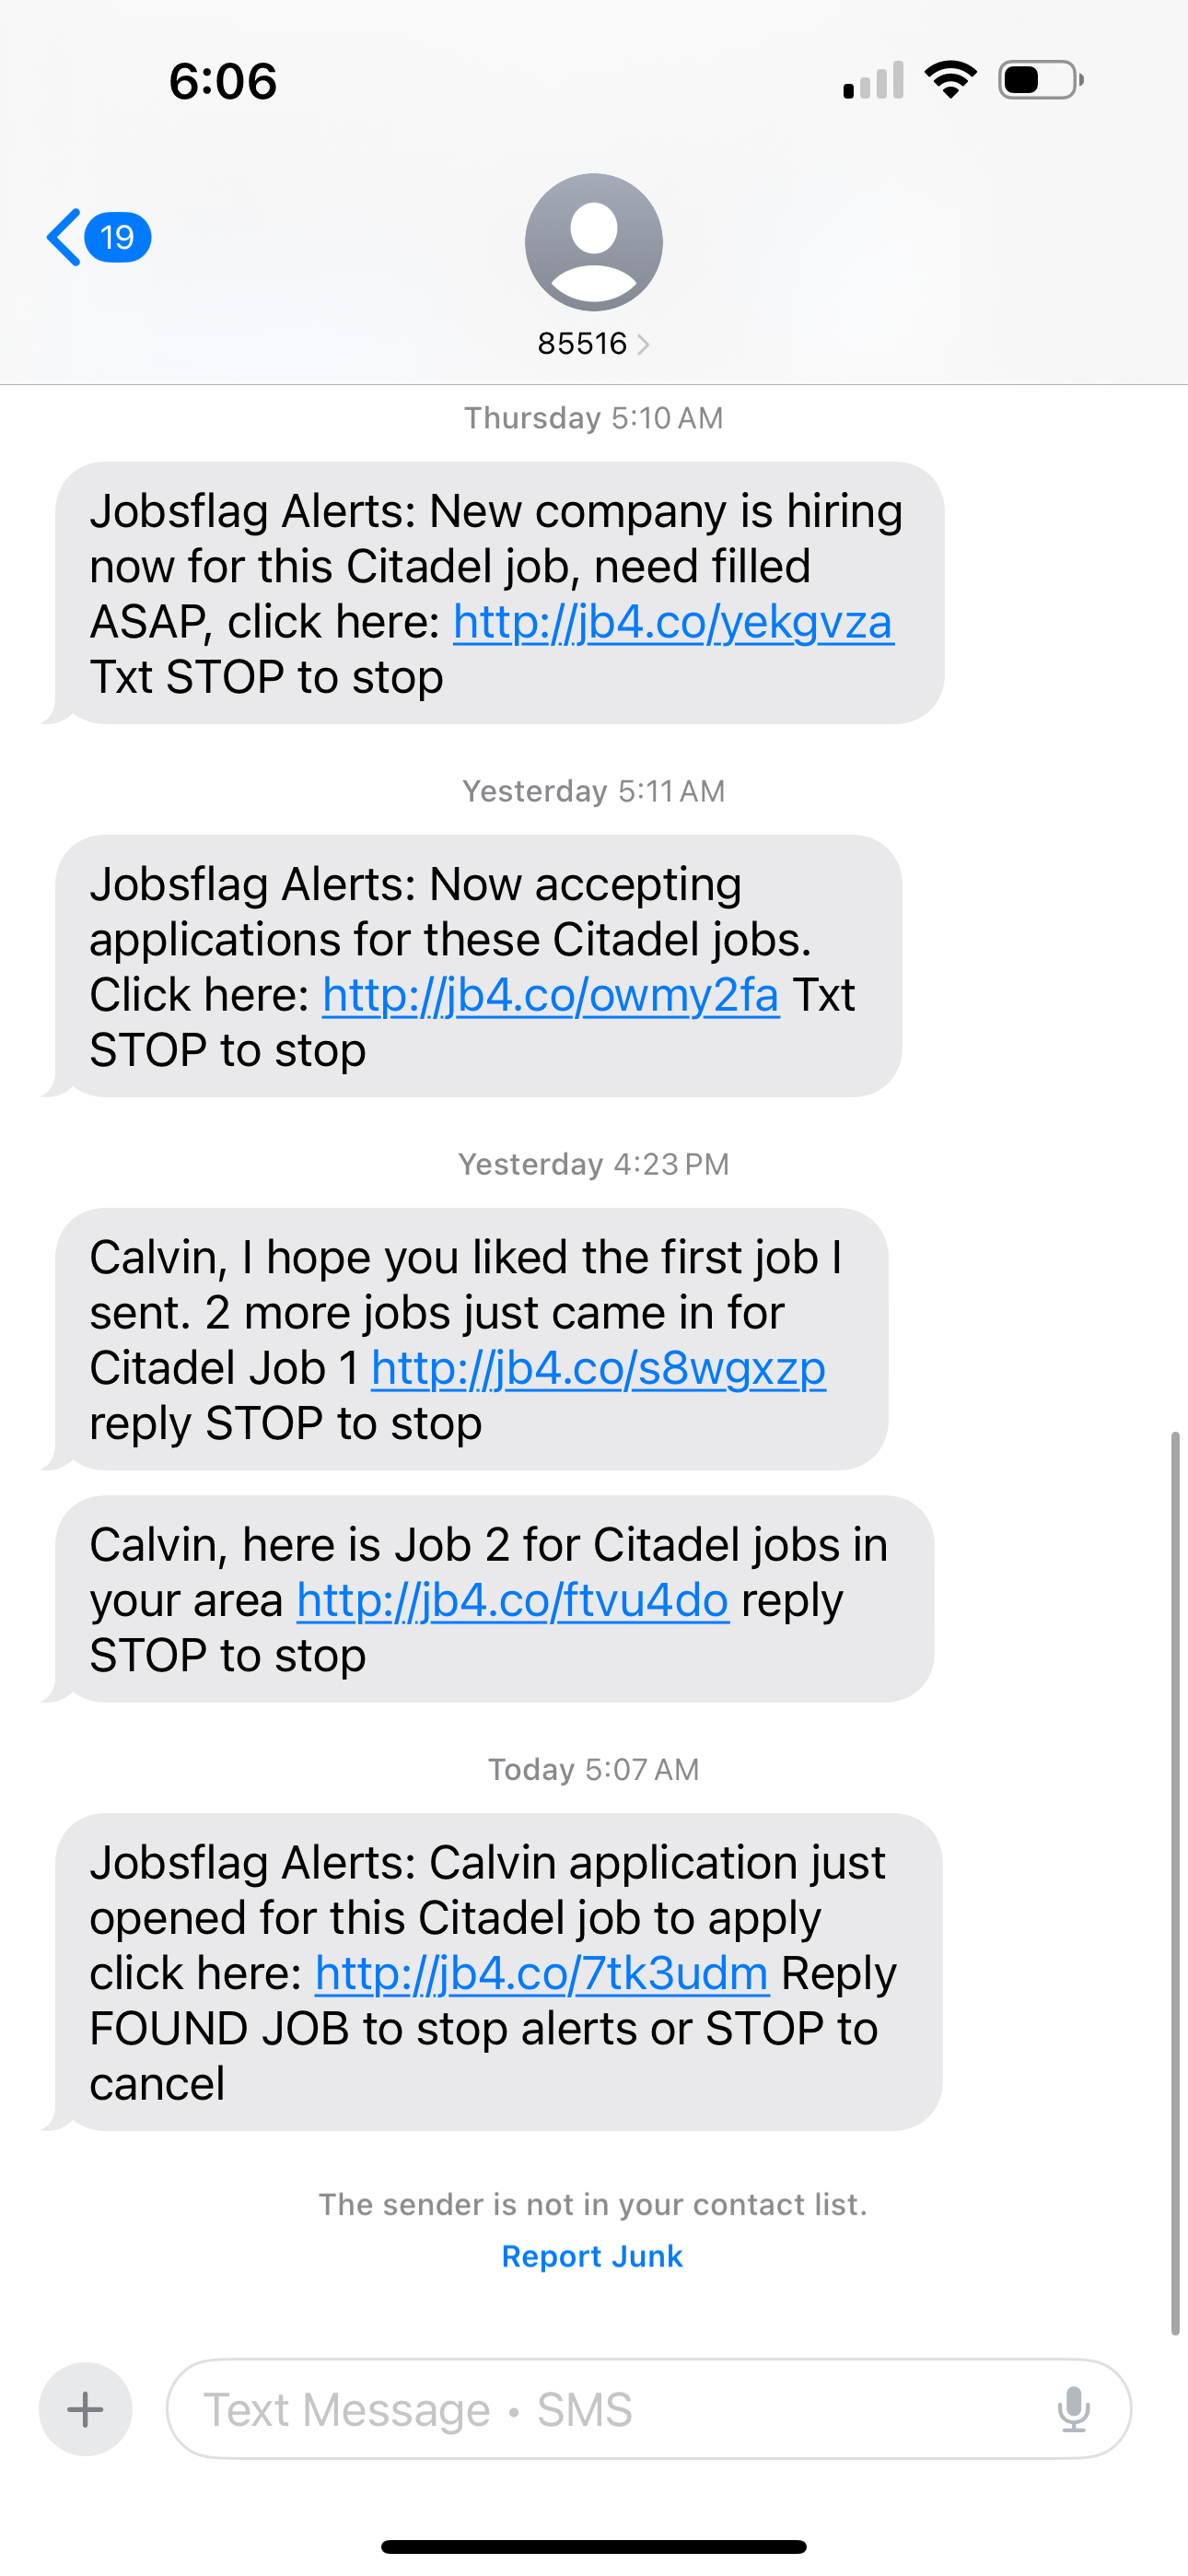 6:06
19
85516
Thursday 5:10 AM
Jobsflag Alerts: New company is hiring
now for this Citadel job, need filled
ASAP, click here: http://jb4.co/yekgvza
Txt STOP to stop
Yesterday 5:11 AM
Jobsflag Alerts: Now accepting
applications for these Citadel jobs.
Click here: http://jb4.co/owmy2fa Txt
STOP to stop
Yesterday 4:23 PM
Calvin, I hope you liked the first job I
sent. 2 more jobs just came in for
Citadel Job 1 http://jb4.co/s8wgxzp
reply STOP to stop
Calvin, here is Job 2 for Citadel jobs in
your area http://jb4.co/ftvu4do reply
STOP to stop
Today 5:07 AM
Jobsflag Alerts: Calvin application just
opened for this Citadel job to apply
click here: http://jb4.co/7tk3udm Reply
FOUND JOB to stop alerts or STOP to
cancel
The sender is not in your contact list.
Report Junk
Text Message • SMS